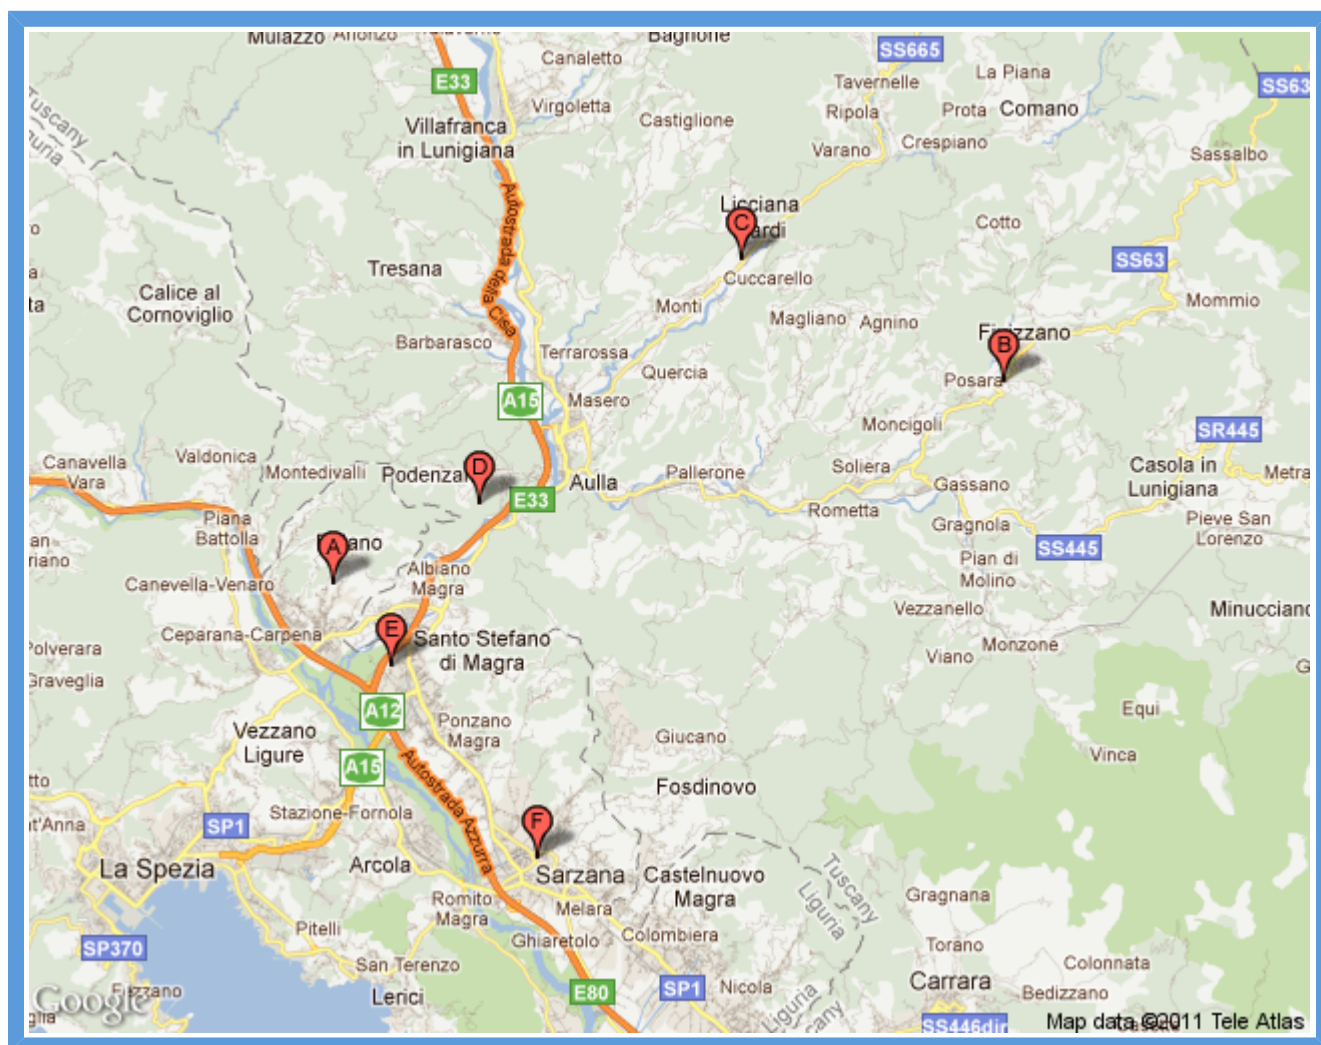 Mulazzo
Bagnone
SS665
Canaletto
La Piana
Tavernelle
E33
SS63
Virgoletta
Ripola
Prota
Comano
Castiglione
Tuscany
Villafranca
in Lunigiana
Varano
Crespiano
Sassalbo
Autostrada della Cisa
Licciana
C
Cotto
SS63
Tresana
Cuccarello
Calice al
Cornoviglio
Monti
Mommio
Magliano
Agnino
Barbarasco
Terrarossa
B
Posara
Quercia
A15
Masero
Moncigoli
SR445
Canavella
Vara
Valdonica
Montedivalli
D
Pallerone
Soliera
Casola in
Lunigiana
Aulla
Gassano
E33
Rometta
Piana
Battolla
Gragnola
Pieve San
Lorenzo
A
SS445
Pian di
Molino
Albiano
Magra
Canevella-Venaro
Vezzanello
Minucciano
Ceparana-Carpena
E
Santo Stefano
di Magra
Monzone
Polverara
Viano
Graveglia
A12
Equi
Ponzano
Magra
Vezzano
Ligure
Giucano
Vinca
A15
Autostrada Azzurra
Fosdinovo
Stazione-Fornola
SP1
F
La Spezia
Arcola
Sarzana
Castelnuovo
Magra
Tuscany
Liguria
Gragnana
Romito
Magra
Melara
Pitelli
Ghiaretolo
Colombiera
SP370
Torano
San Terenzo
Colonnata
Carrara
Lerici
E80
SP1
Nicola
Bedizzano
Google
Liguria
SS446dir
Map data ©2011 Tele Atlas